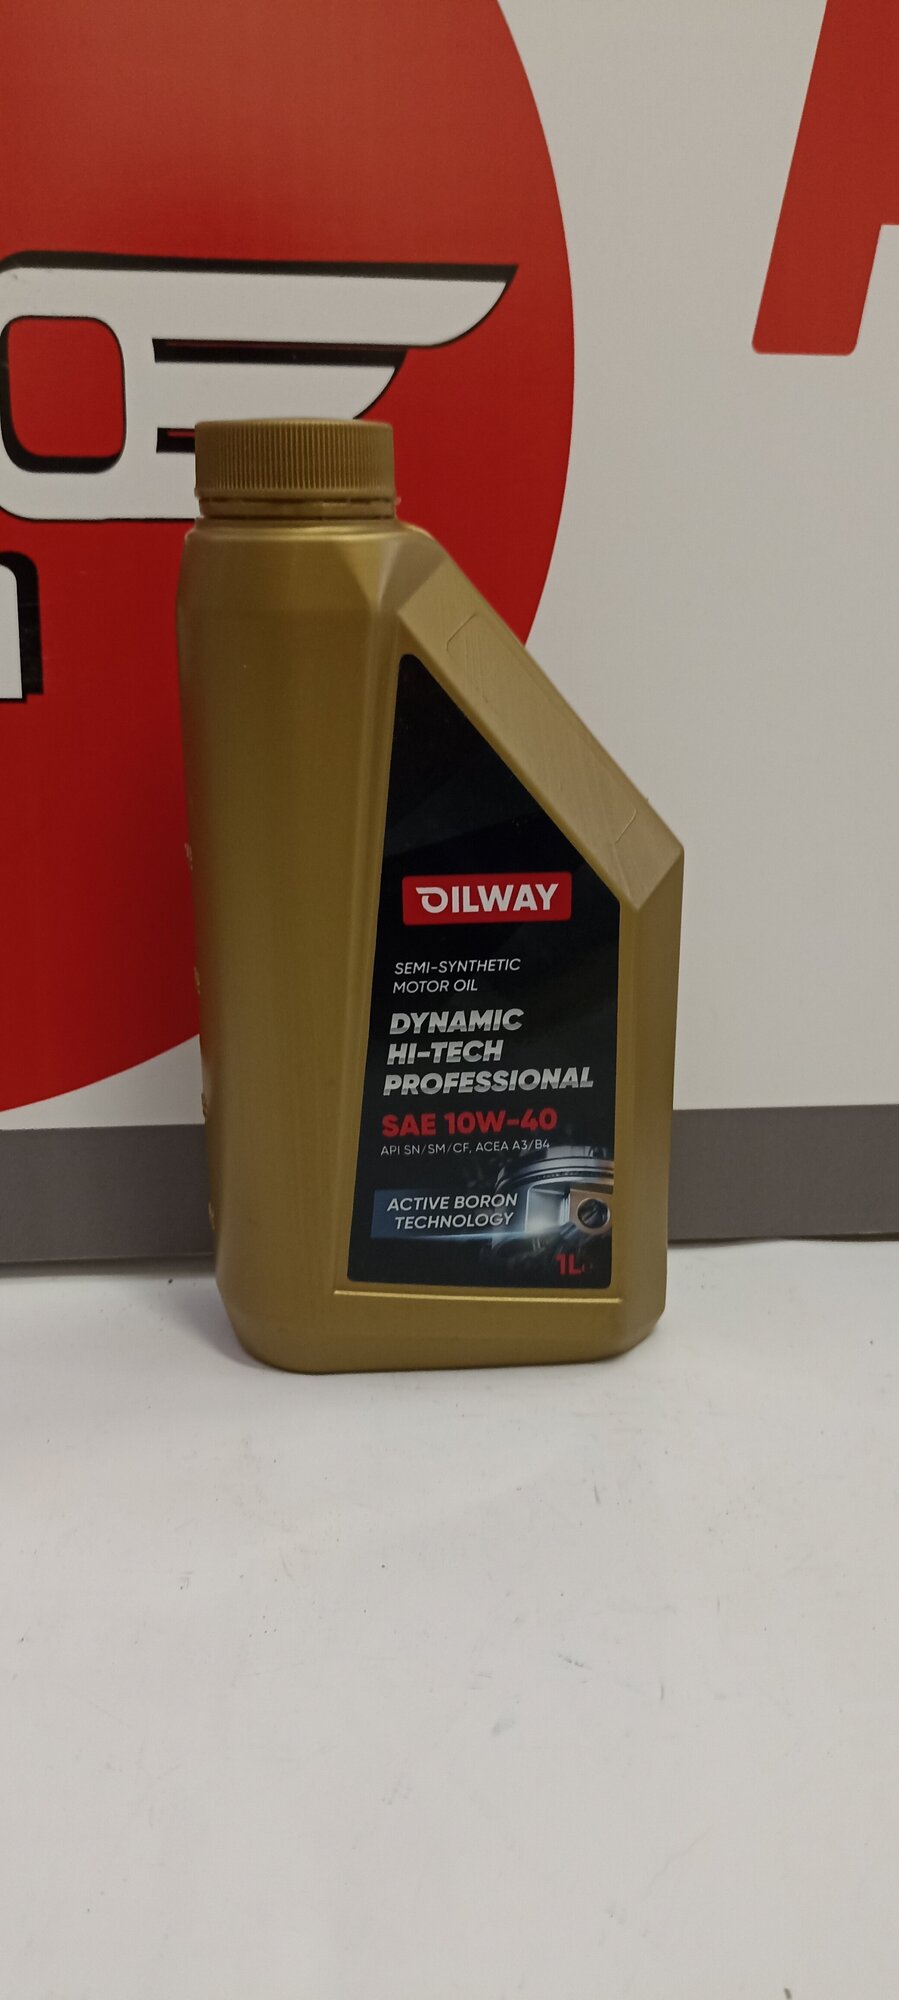 OILWAY
SEMI-SYNTHETIC
MOTOR OIL
DYNAMIC
HI-TECH
PROFESSIONAL
SAE 10W-40
API SN/SM/CF, ACEA A3/B4
ACTIVE BORON
TECHNOLOGY
1L